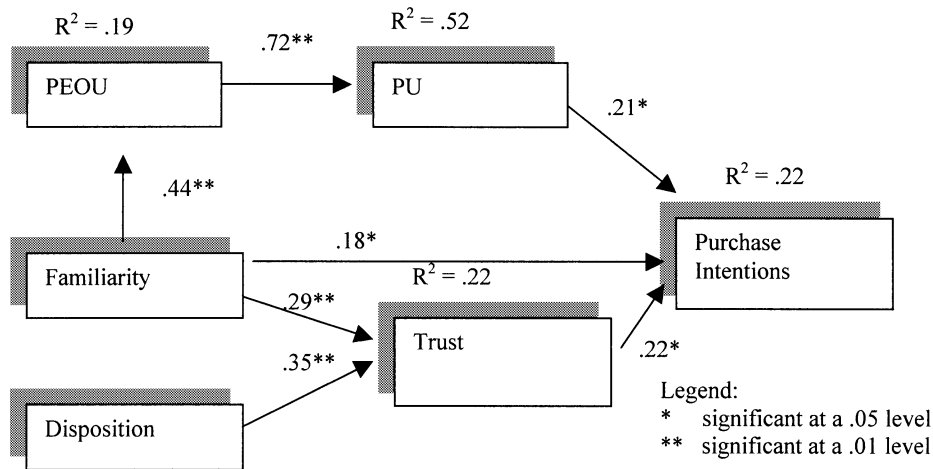 R² = .19
R² = .52
.72**
PEOU
PU
.21*
R² = .22
.44**
.18*
Purchase
Intentions
Familiarity
R² = .22
.29**
Trust
.35**
.22*
Legend:
* significant at a .05 level
** significant at a .01 level
Disposition